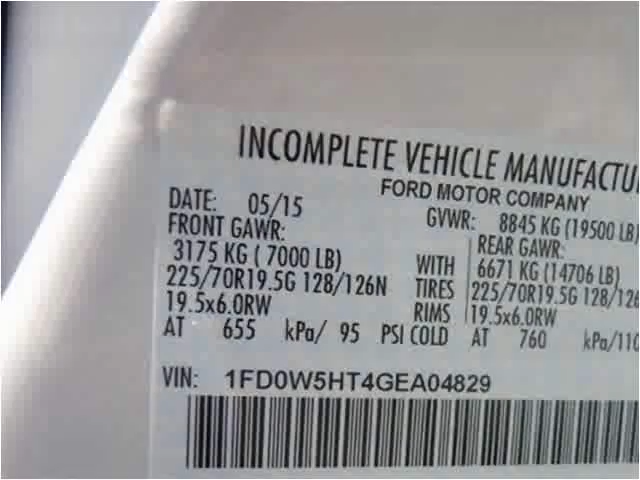 INCOMPLETE VEHICLE MANUFACTU
FORD MOTOR COMPANY
DATE: 05/15
GVWR: 8845 KG (19500 LB)
FRONT GAWR:
3175 KG ( 7000 LB)
225/70R19.5G 128/126N
19.5x6.0RW
AT 655 kPa/ 95 PSI COLD
WITH
TIRES
RIMS
REAR GAWR:
6671 KG (14706 LB)
225/70R19.5G 128/126
19.5x6.0RW
AT 760 kPa/110
VIN: 1FD0W5HT4GEA04829